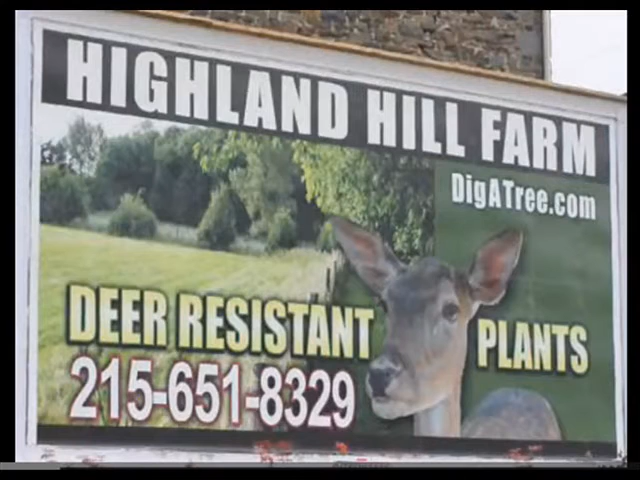 HIGHLAND HILL FARM
DigATree.com
DEER RESISTANT PLANTS
215-651-8329